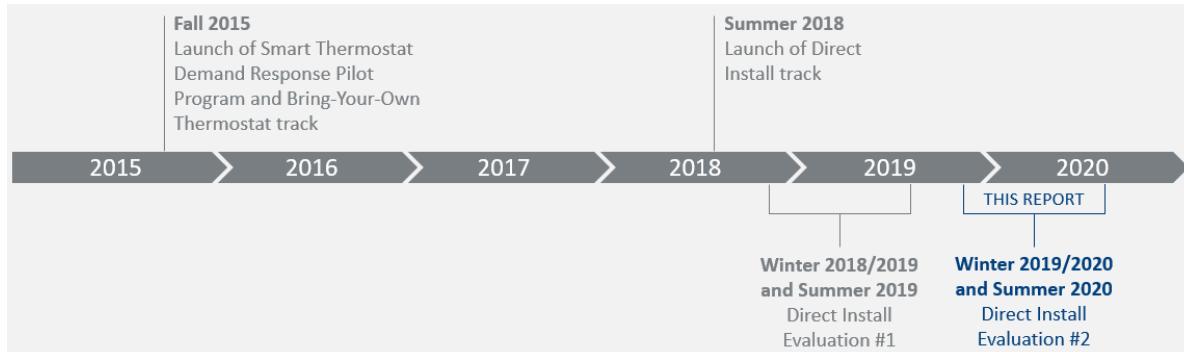 Fall 2015
Launch of Smart Thermostat
Demand Response Pilot
Program and Bring-Your-Own
Thermostat track
Summer 2018
Launch of Direct
Install track
2015
2016
2017
2018
2019
2020
THIS REPORT
Winter 2018/2019
and Summer 2019
Direct Install
Evaluation #1
Winter 2019/2020
and Summer 2020
Direct Install
Evaluation #2